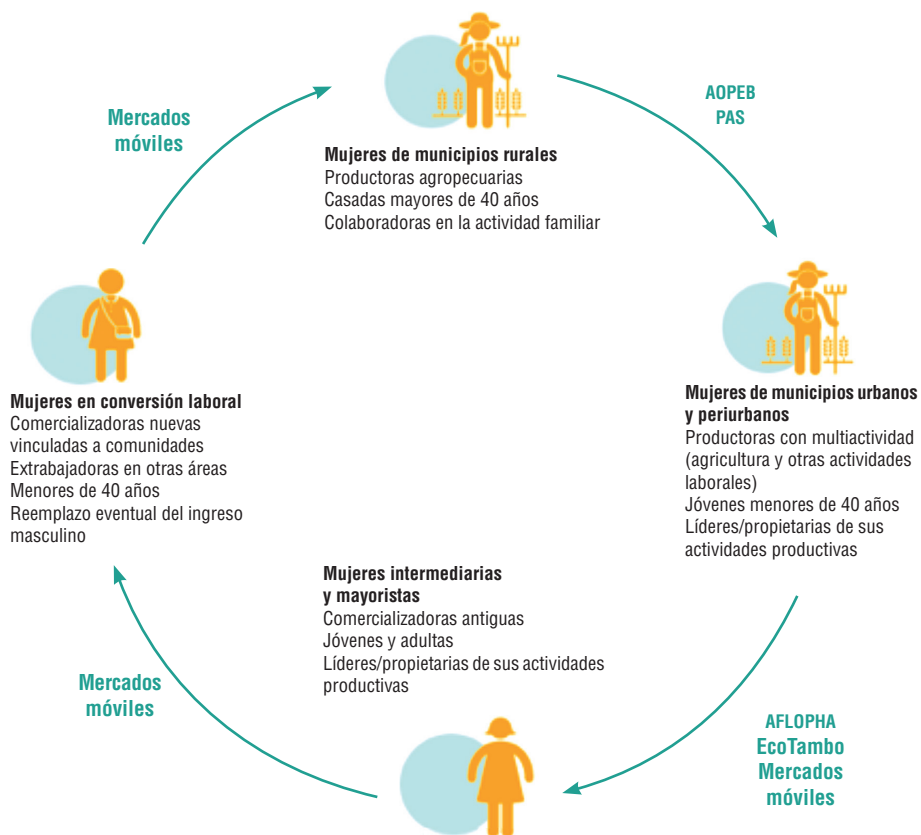 Mercados
móviles
AOPEB
PAS
Mujeres de municipios rurales
Productoras agropecuarias
Casadas mayores de 40 años
Colaboradoras en la actividad familiar
Mujeres en conversión laboral
Comercializadoras nuevas
vinculadas a comunidades
Extrabajadoras en otras áreas
Menores de 40 años
Reemplazo eventual del ingreso
masculino
Mujeres de municipios urbanos
y periurbanos
Productoras con multiactividad
(agricultura y otras actividades
laborales)
Jóvenes menores de 40 años
Líderes/propietarias de sus
actividades productivas
Mujeres intermediarias
y mayoristas
Comercializadoras antiguas
Jóvenes y adultas
Líderes/propietarias de sus actividades
productivas
Mercados
móviles
AFLOPHA
EcoTambo
Mercados
móviles